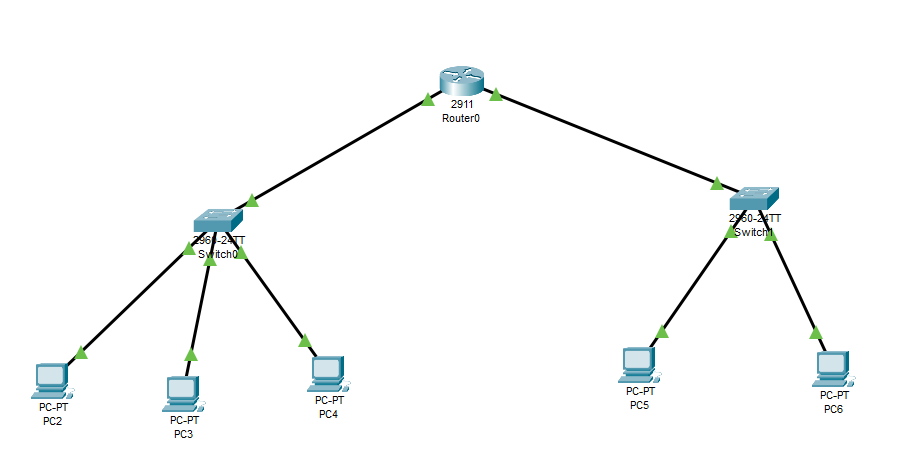 2911
Router0
2960-24TT
Switch0
2960-24TT
Switch1
PC-PT
PC2
PC-PT
PC3
PC-PT
PC4
PC-PT
PC5
PC-PT
PC6